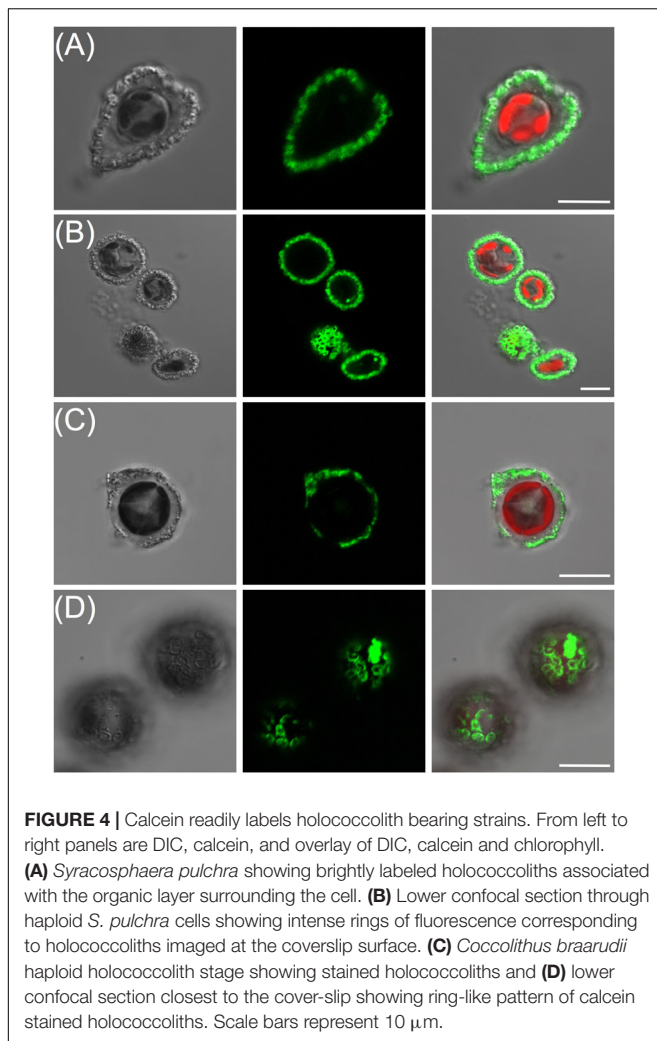 (A)
(B)
(C)
(D)
FIGURE 4 | Calcein readily labels holococcolith bearing strains. From left to
right panels are DIC, calcein, and overlay of DIC, calcein and chlorophyll.
(A) Syracosphaera pulchra showing brightly labeled holococcoliths associated
with the organic layer surrounding the cell. (B) Lower confocal section through
haploid S. pulchra cells showing intense rings of fluorescence corresponding
to holococcoliths imaged at the coverslip surface. (C) Coccolithus braarudii
haploid holococcolith stage showing stained holococcoliths and (D) lower
confocal section closest to the cover-slip showing ring-like pattern of calcein
stained holococcoliths. Scale bars represent 10 μm.